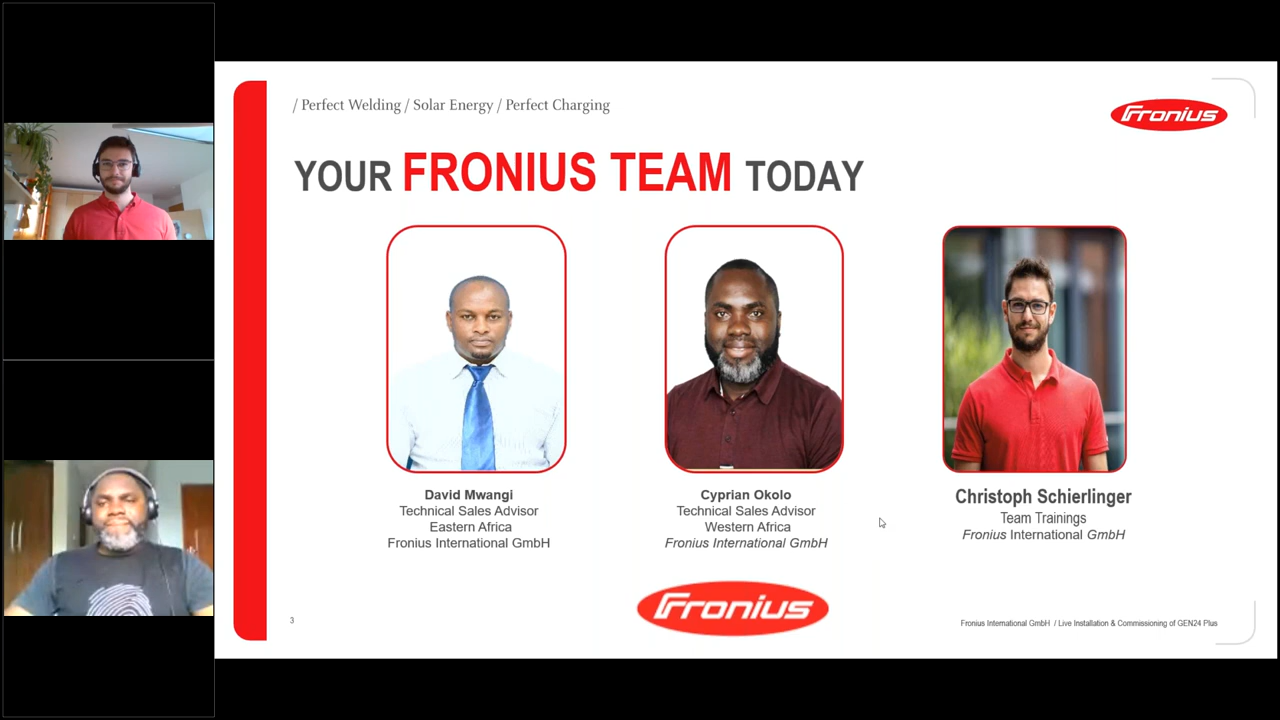 / Perfect Welding / Solar Energy / Perfect Charging
Fronius
YOUR FRONIUS TEAM TODAY
David Mwangi
Technical Sales Advisor
Eastern Africa
Fronius International GmbH
Cyprian Okolo
Technical Sales Advisor
Western Africa
Fronius International GmbH
Christoph Schierlinger
Team Trainings
Fronius International GmbH
Fronius
3
Fronius International GmbH / Live Installation & Commissioning of GEN24 Plus